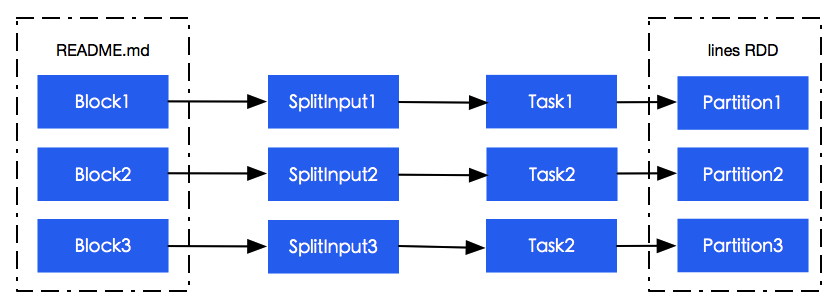 README.md
lines RDD
Block1
SplitInput1
Task1
Partition1
Block2
SplitInput2
Task2
Partition2
Block3
SplitInput3
Task2
Partition3